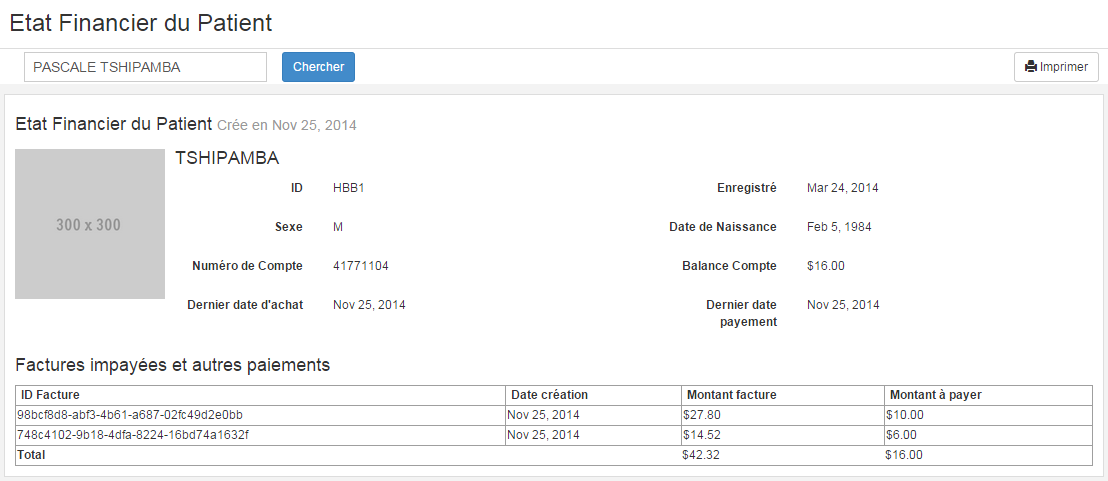 Etat Financier du Patient
PASCALE TSHIPAMBA Chercher Imprimer
Etat Financier du Patient Crée en Nov 25, 2014
TSHIPAMBA
300 x 300
ID HBB1 Enregistré Mar 24, 2014
Sexe M Date de Naissance Feb 5, 1984
Numéro de Compte 41771104 Balance Compte $16.00
Dernier date d'achat Nov 25, 2014 Dernier date Nov 25, 2014
payement
Factures impayées et autres paiements
ID Facture Date création Montant facture Montant à payer
98bcf8d8-abf3-4b61-a687-02fc49d2e0bb Nov 25, 2014 $27.80 $10.00
748c4102-9b18-4dfa-8224-16bd74a1632f Nov 25, 2014 $14.52 $6.00
Total $42.32 $16.00